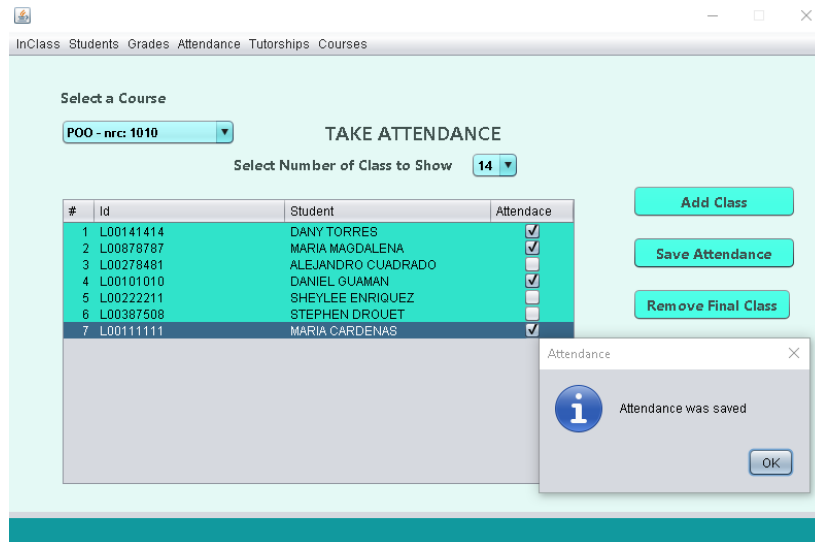 InClass Students Grades Attendance Tutorships Courses
Select a Course
POO - nrc: 1010
TAKE ATTENDANCE
Select Number of Class to Show 14
# Id Student Attendace
1 L00141414 DANY TORRES
2 L00878787 MARIA MAGDALENA
3 L00278481 ALEJANDRO CUADRADO
4 L00101010 DANIEL GUAMAN
5 L00222211 SHEYLEE ENRIQUEZ
6 L00387508 STEPHEN DROUET
7 L00111111 MARIA CARDENAS
Add Class
Save Attendance
Remove Final Class
Attendance
Attendance was saved
OK